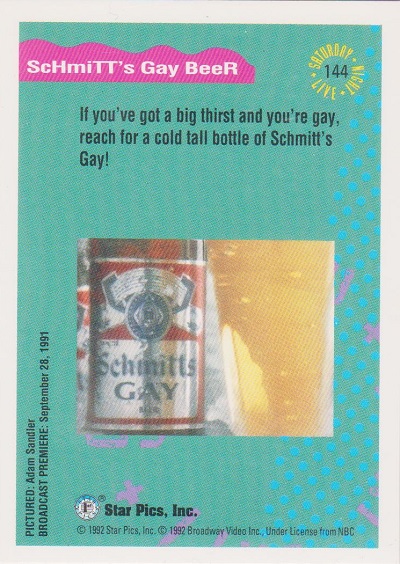 ScHmiTT's Gay BeeR
SATURDAY NIGHT LIVE
144
If you've got a big thirst and you're gay,
reach for a cold tall bottle of Schmitt's
Gay!
Schmitts
GAY
BEER
PICTURED: Adam Sandler
BROADCAST PREMIERE: September 28, 1991
Star Pics, Inc.
© 1992 Star Pics, Inc. © 1992 Broadway Video Inc., Under License from NBC